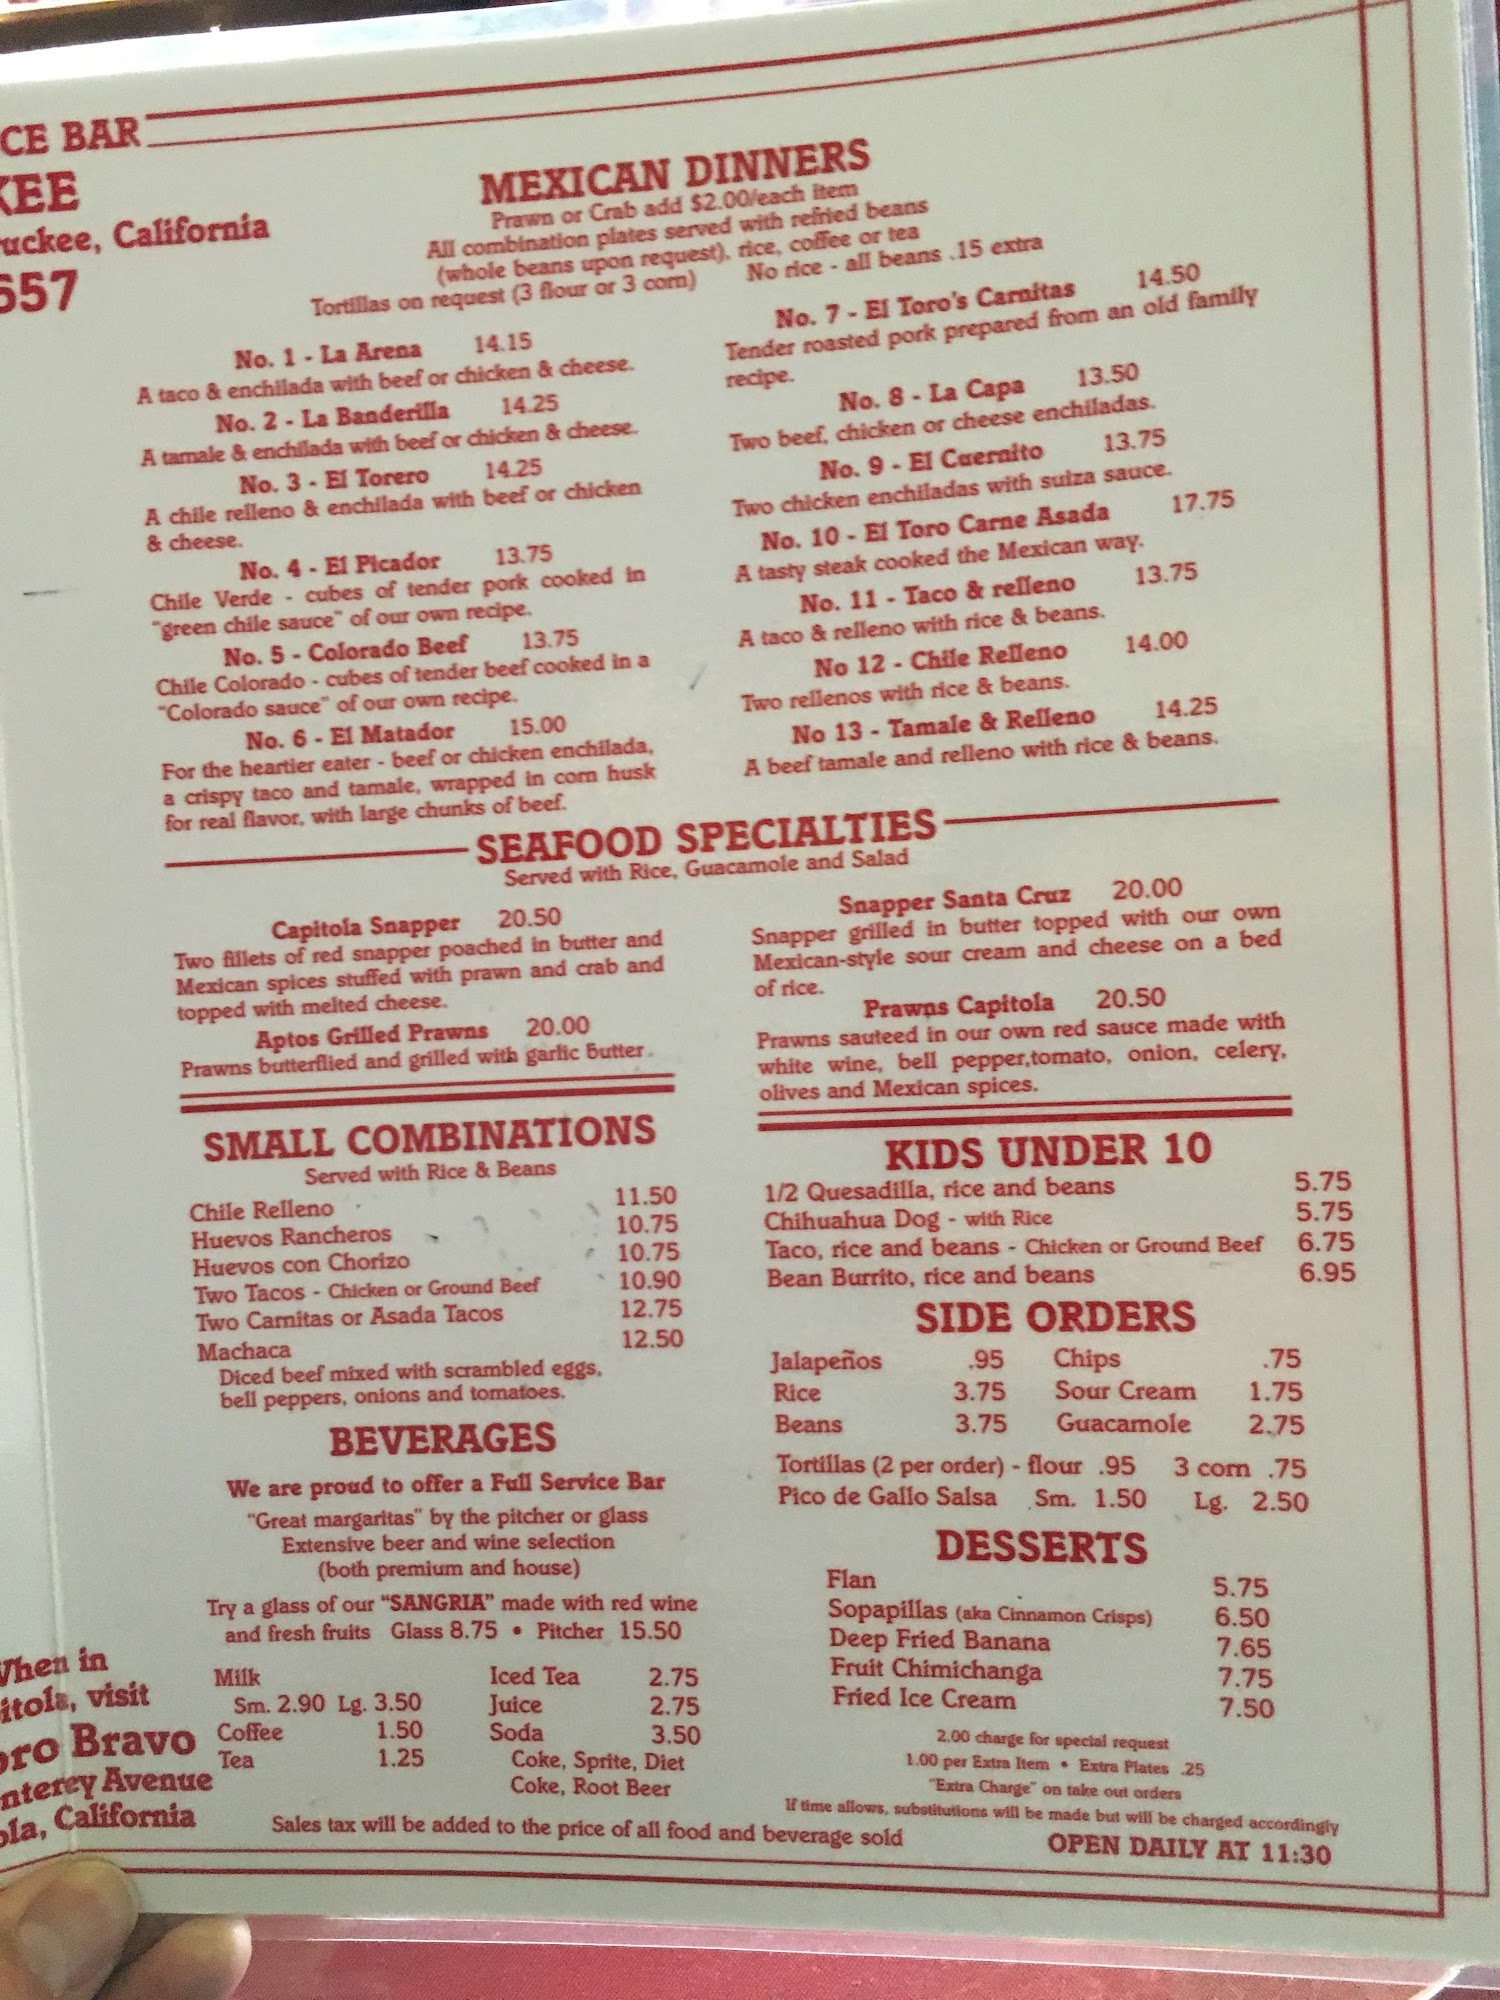 CE BAR
KEE
uckee, California
657
MEXICAN DINNERS
Prawn or Crab add $2.00/each item
All combination plates served with refried beans
(whole beans upon request), rice, coffee or tea
Tortillas on request (3 flour or 3 corn) No rice - all beans .15 extra
No. 1 - La Arena 14.15
A taco & enchilada with beef or chicken & cheese.
No. 2 - La Banderilla 14.25
A tamale & enchilada with beef or chicken & cheese.
No. 3 - El Torero 14.25
A chile relleno & enchilada with beef or chicken
& cheese.
No. 4 - El Picador 13.75
Chile Verde - cubes of tender pork cooked in
"green chile sauce" of our own recipe.
No. 5 - Colorado Beef 13.75
Chile Colorado - cubes of tender beef cooked in a
"Colorado sauce" of our own recipe.
No. 6 - El Matador 15.00
For the heartier eater - beef or chicken enchilada,
a crispy taco and tamale, wrapped in corn husk
for real flavor, with large chunks of beef.
No. 7 - El Toro's Carnitas 14.50
Tender roasted pork prepared from an old family
recipe.
No. 8 - La Capa 13.50
Two beef, chicken or cheese enchiladas.
No. 9 - El Cuernito 13.75
Two chicken enchiladas with suiza sauce.
No. 10 - El Toro Carne Asada 17.75
A tasty steak cooked the Mexican way.
No. 11 - Taco & relleno 13.75
A taco & relleno with rice & beans.
No 12 - Chile Relleno 14.00
Two rellenos with rice & beans.
No 13 - Tamale & Relleno 14.25
A beef tamale and relleno with rice & beans.
SEAFOOD SPECIALTIES
Served with Rice, Guacamole and Salad
Capitola Snapper 20.50
Two fillets of red snapper poached in butter and
Mexican spices stuffed with prawn and crab and
topped with melted cheese.
Aptos Grilled Prawns 20.00
Prawns butterflied and grilled with garlic butter.
Snapper Santa Cruz 20.00
Snapper grilled in butter topped with our own
Mexican-style sour cream and cheese on a bed
of rice.
Prawns Capitola 20.50
Prawns sauteed in our own red sauce made with
white wine, bell pepper,tomato, onion, celery,
olives and Mexican spices.
SMALL COMBINATIONS
Served with Rice & Beans
Chile Relleno 11.50
Huevos Rancheros 10.75
Huevos con Chorizo 10.75
Two Tacos - Chicken or Ground Beef 10.90
Two Carnitas or Asada Tacos 12.75
Machaca 12.50
Diced beef mixed with scrambled eggs,
bell peppers, onions and tomatoes.
BEVERAGES
We are proud to offer a Full Service Bar
"Great margaritas" by the pitcher or glass
Extensive beer and wine selection
(both premium and house)
Try a glass of our "SANGRIA" made with red wine
and fresh fruits Glass 8.75 • Pitcher 15.50
Milk
Sm. 2.90 Lg. 3.50
Coffee 1.50
Tea 1.25
Iced Tea 2.75
Juice 2.75
Soda 3.50
Coke, Sprite, Diet
Coke, Root Beer
KIDS UNDER 10
1/2 Quesadilla, rice and beans 5.75
Chihuahua Dog - with Rice 5.75
Taco, rice and beans - Chicken or Ground Beef 6.75
Bean Burrito, rice and beans 6.95
SIDE ORDERS
Jalapeños .95 Chips .75
Rice 3.75 Sour Cream 1.75
Beans 3.75 Guacamole 2.75
Tortillas (2 per order) - flour .95 3 corn .75
Pico de Gallo Salsa Sm. 1.50 Lg. 2.50
DESSERTS
Flan 5.75
Sopapillas (aka Cinnamon Crisps) 6.50
Deep Fried Banana 7.65
Fruit Chimichanga 7.75
Fried Ice Cream 7.50
2.00 charge for special request
1.00 per Extra Item • Extra Plates .25
"Extra Charge" on take out orders
If time allows, substitutions will be made but will be charged accordingly
Sales tax will be added to the price of all food and beverage sold
OPEN DAILY AT 11:30
When in
itola, visit
oro Bravo
nterey Avenue
ola, California